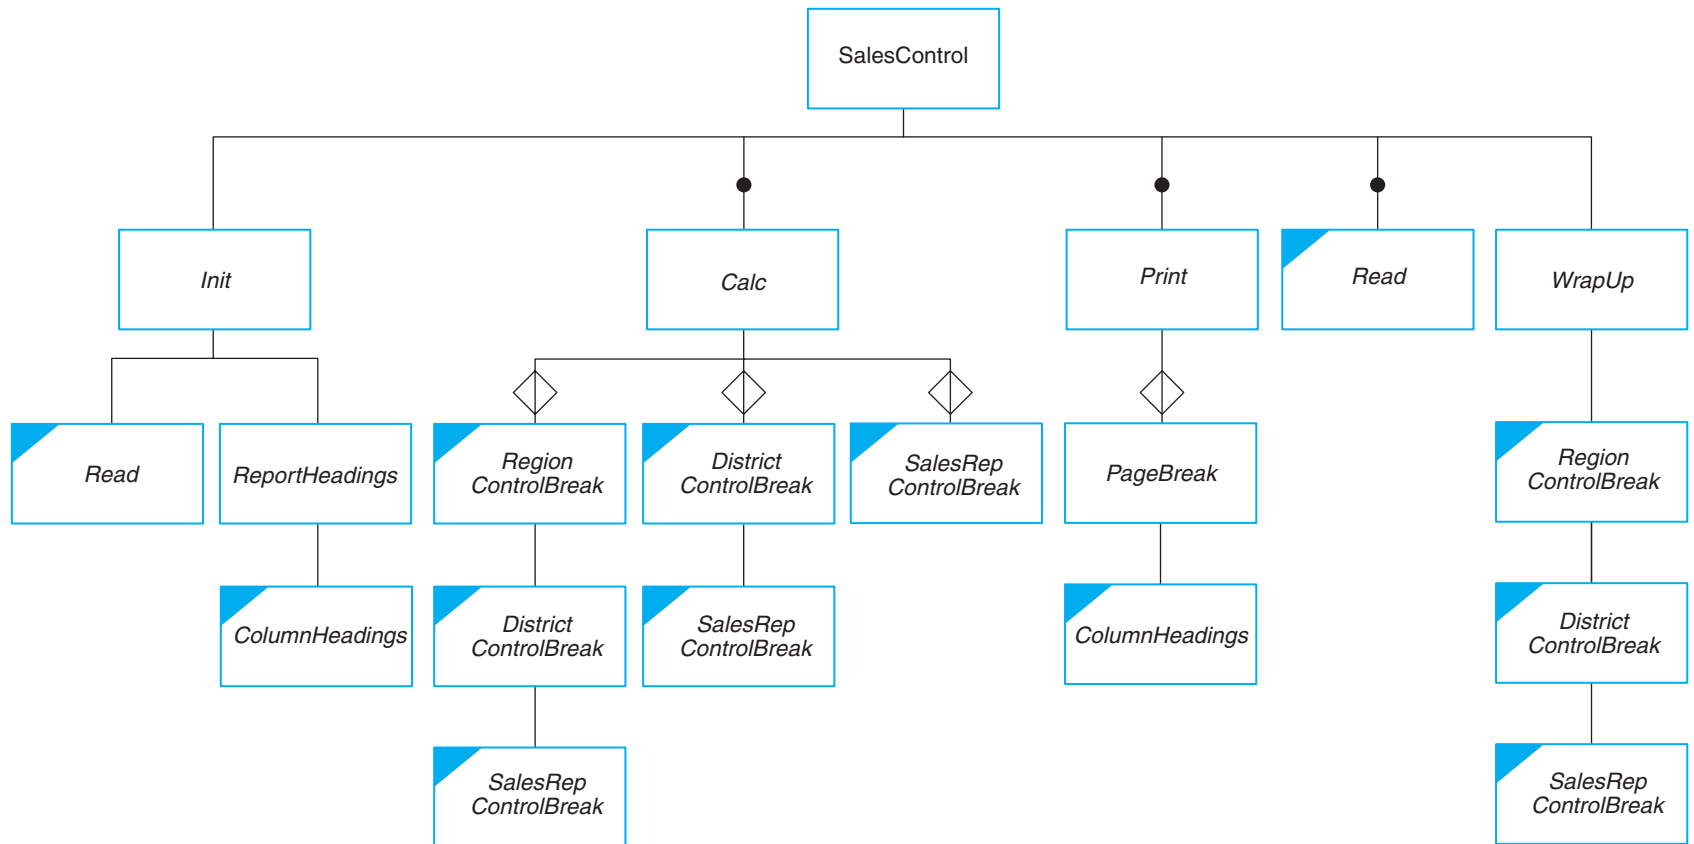 SalesControl
Init
Calc
Print
Read
WrapUp
Read
ReportHeadings
Region
ControlBreak
District
ControlBreak
SalesRep
ControlBreak
PageBreak
Region
ControlBreak
ColumnHeadings
District
ControlBreak
SalesRep
ControlBreak
ColumnHeadings
District
ControlBreak
SalesRep
ControlBreak
SalesRep
ControlBreak